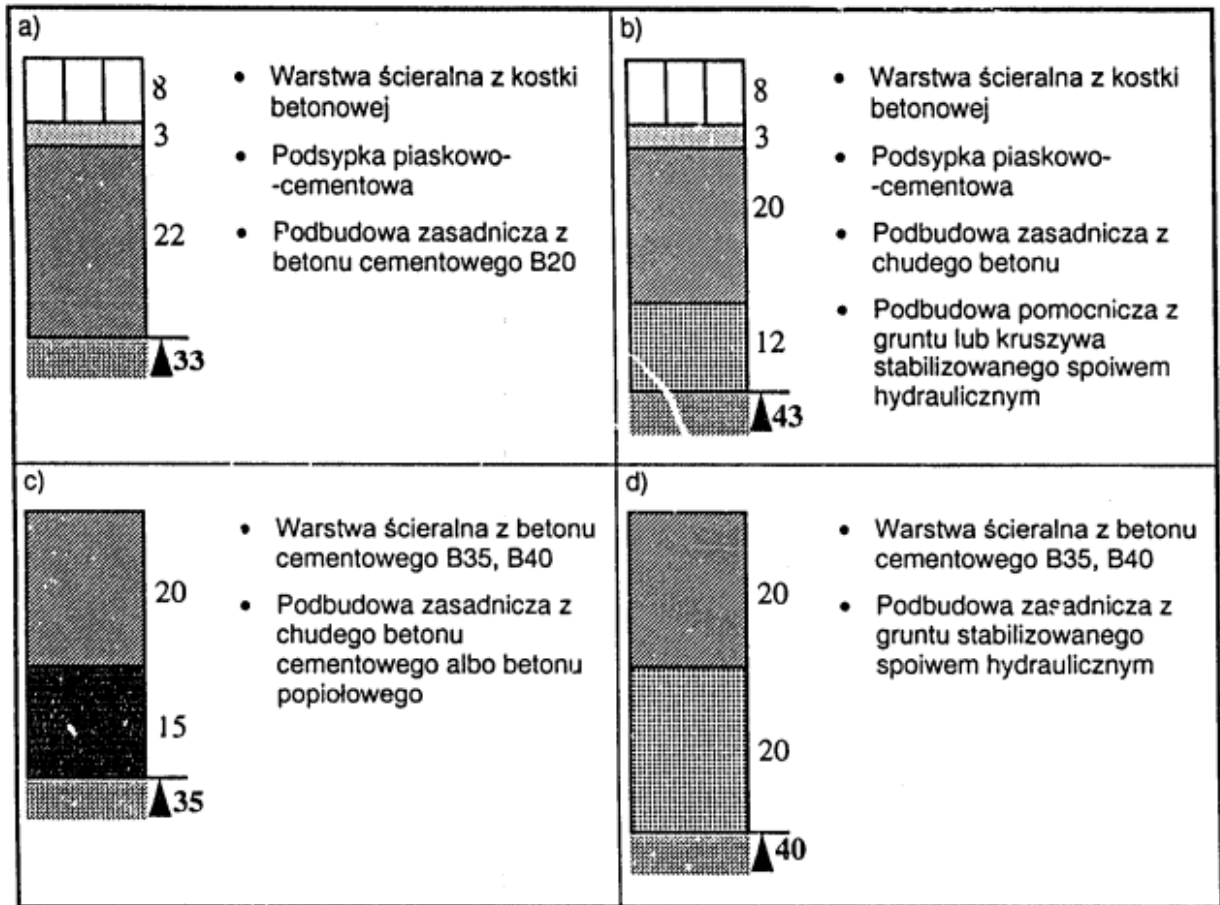 a)
8
3
22
33
• Warstwa ścieralna z kostki
betonowej
• Podsypka piaskowo-
-cementowa
• Podbudowa zasadnicza z
betonu cementowego B20
b)
8
3
20
12
43
• Warstwa ścieralna z kostki
betonowej
• Podsypka piaskowo-
-cementowa
• Podbudowa zasadnicza z
chudego betonu
• Podbudowa pomocnicza z
gruntu lub kruszywa
stabilizowanego spoiwem
hydraulicznym
c)
20
15
35
• Warstwa ścieralna z betonu
cementowego B35, B40
• Podbudowa zasadnicza z
chudego betonu
cementowego albo betonu
popiołowego
d)
20
20
40
• Warstwa ścieralna z betonu
cementowego B35, B40
• Podbudowa zasadnicza z
gruntu stabilizowanego
spoiwem hydraulicznym